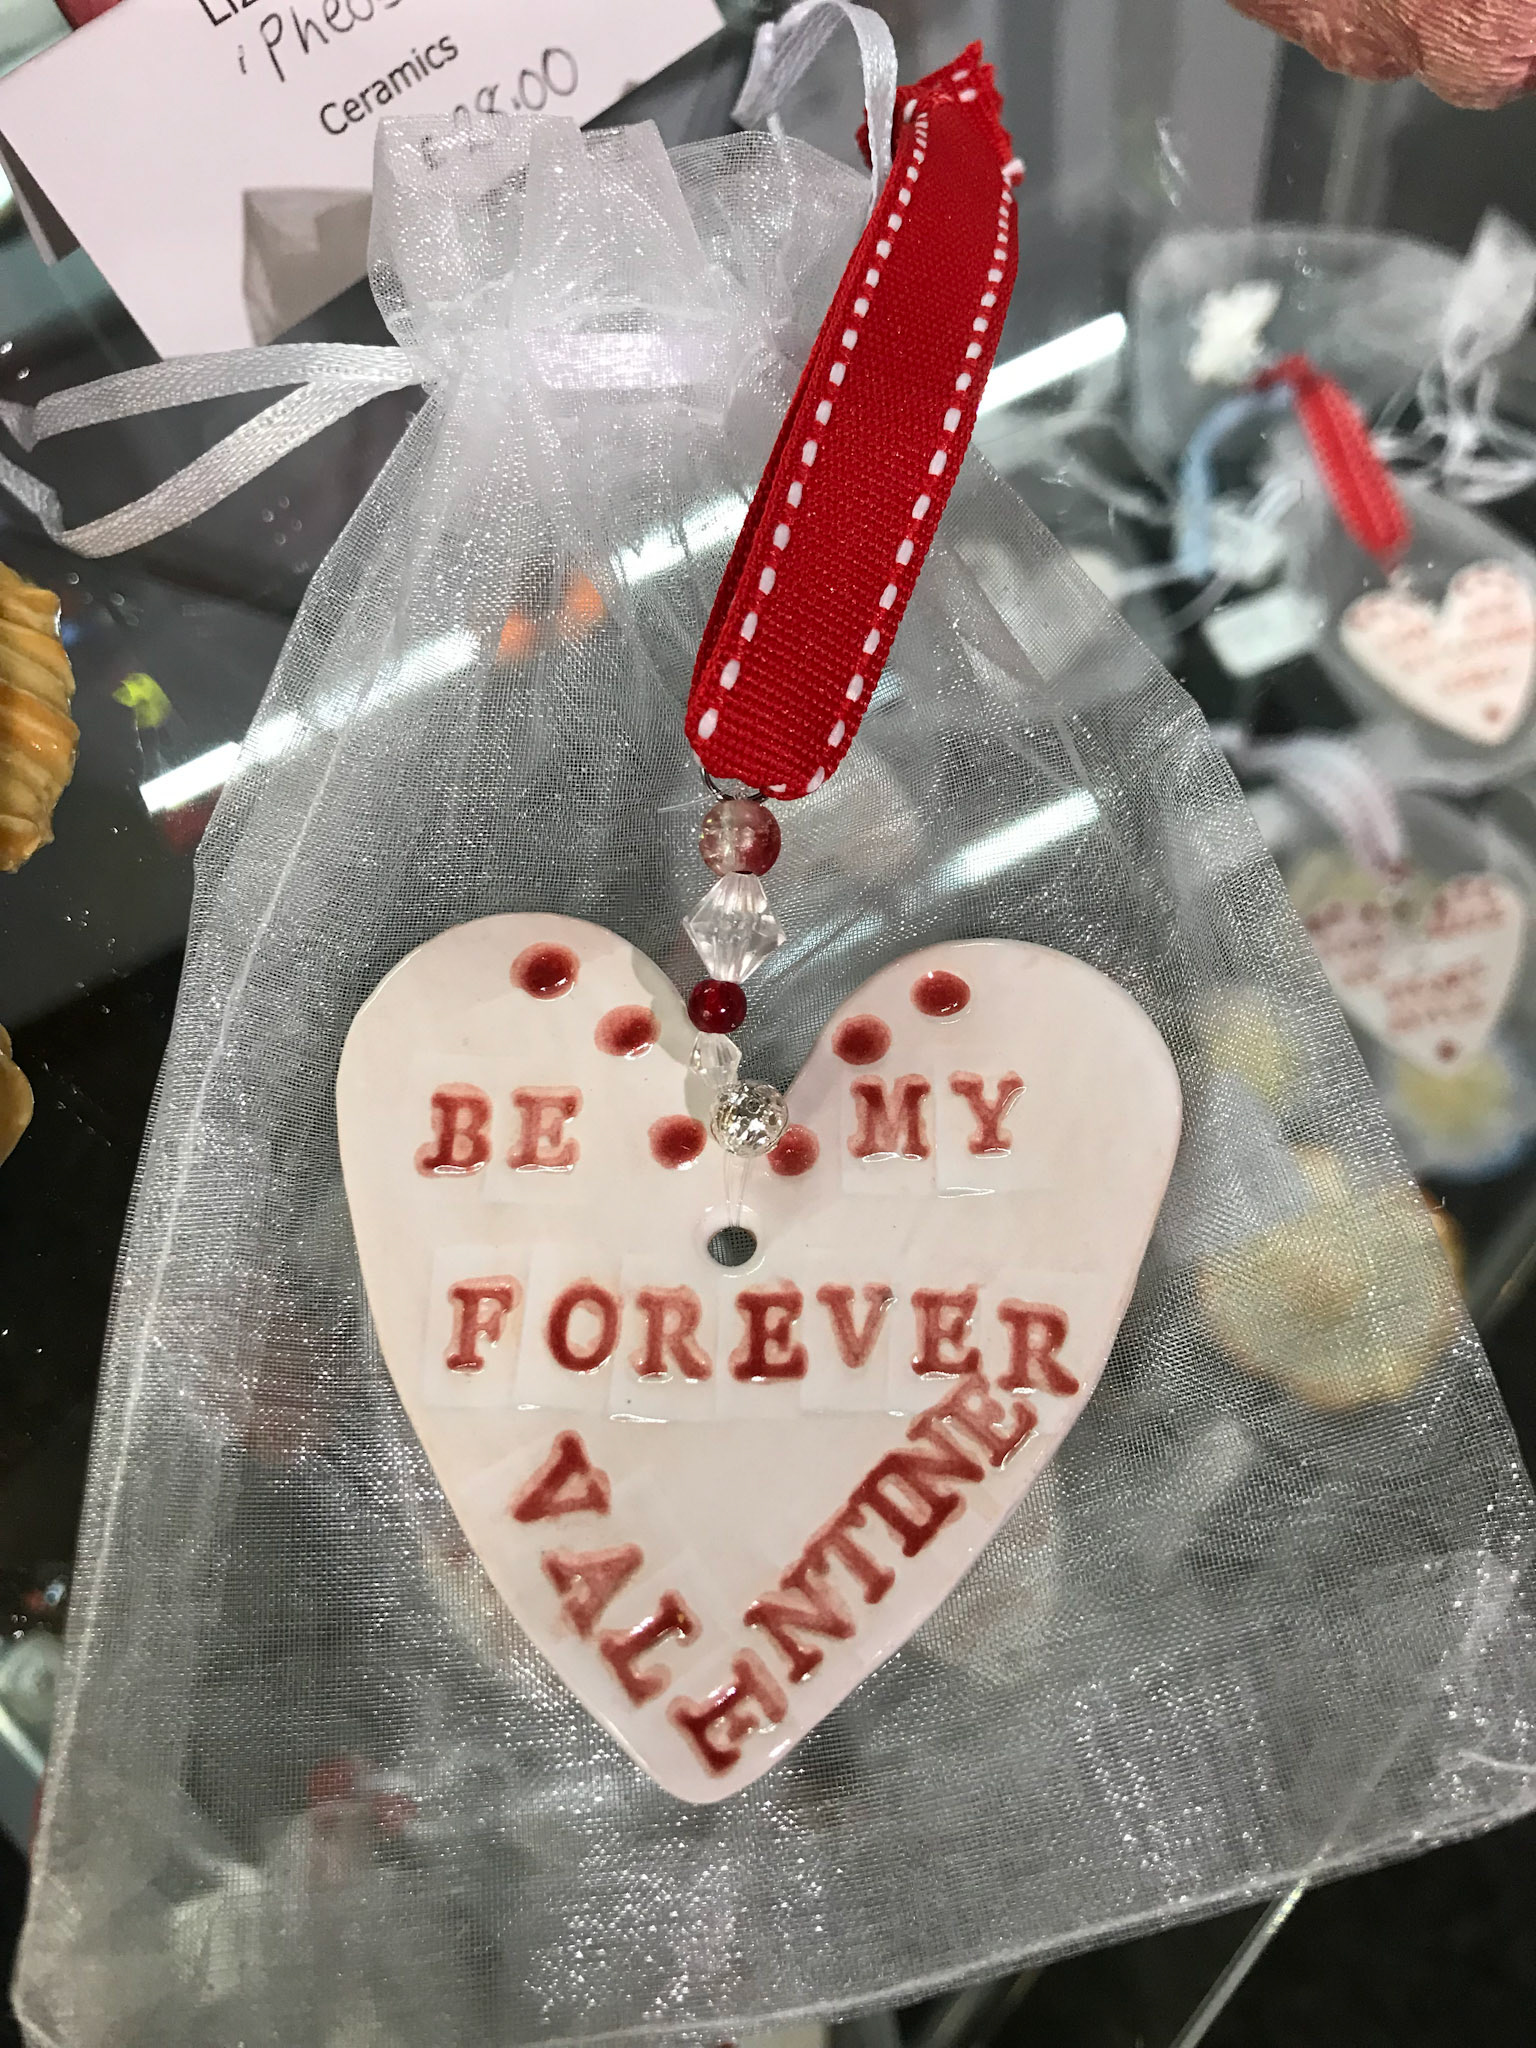 Ceramics
BE MY
FOREVER
VALENTINE